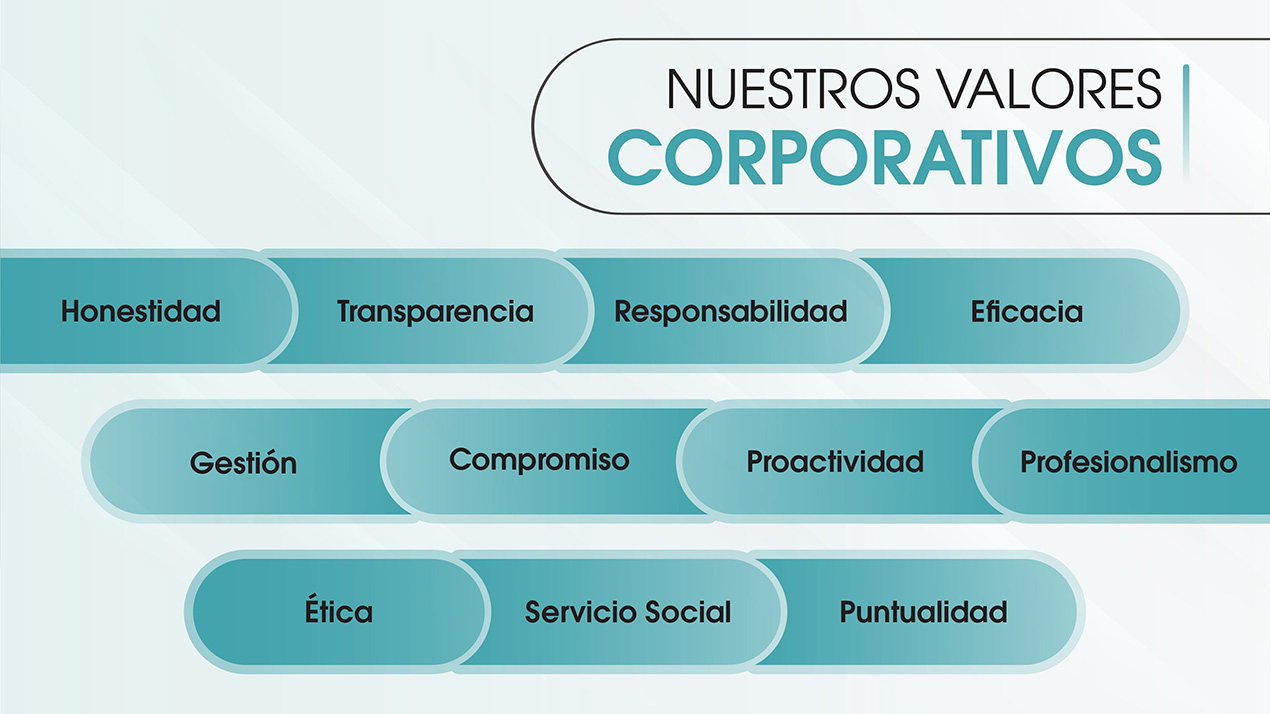 NUESTROS VALORES
CORPORATIVOS
Honestidad
Transparencia
Responsabilidad
Eficacia
Gestión
Compromiso
Proactividad
Profesionalismo
Ética
Servicio Social
Puntualidad